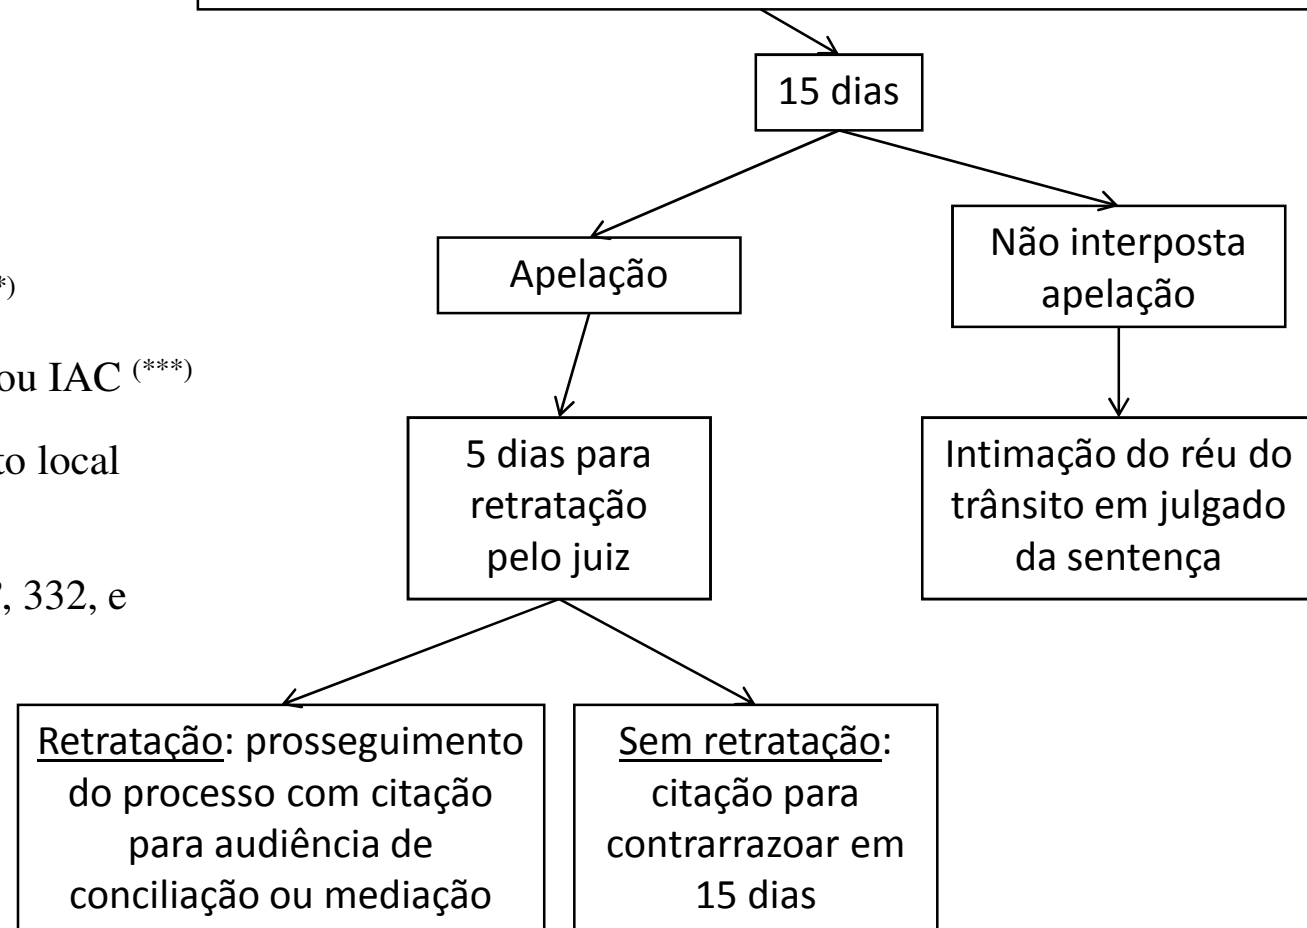 15 dias
Apelação
Não interposta
apelação
*)
ou IAC (***)
to local
, 332, e
5 dias para
retratação
pelo juiz
Intimação do réu do
trânsito em julgado
da sentença
Retratação: prosseguimento
do processo com citação
para audiência de
conciliação ou mediação
Sem retratação:
citação para
contrarrazoar em
15 dias